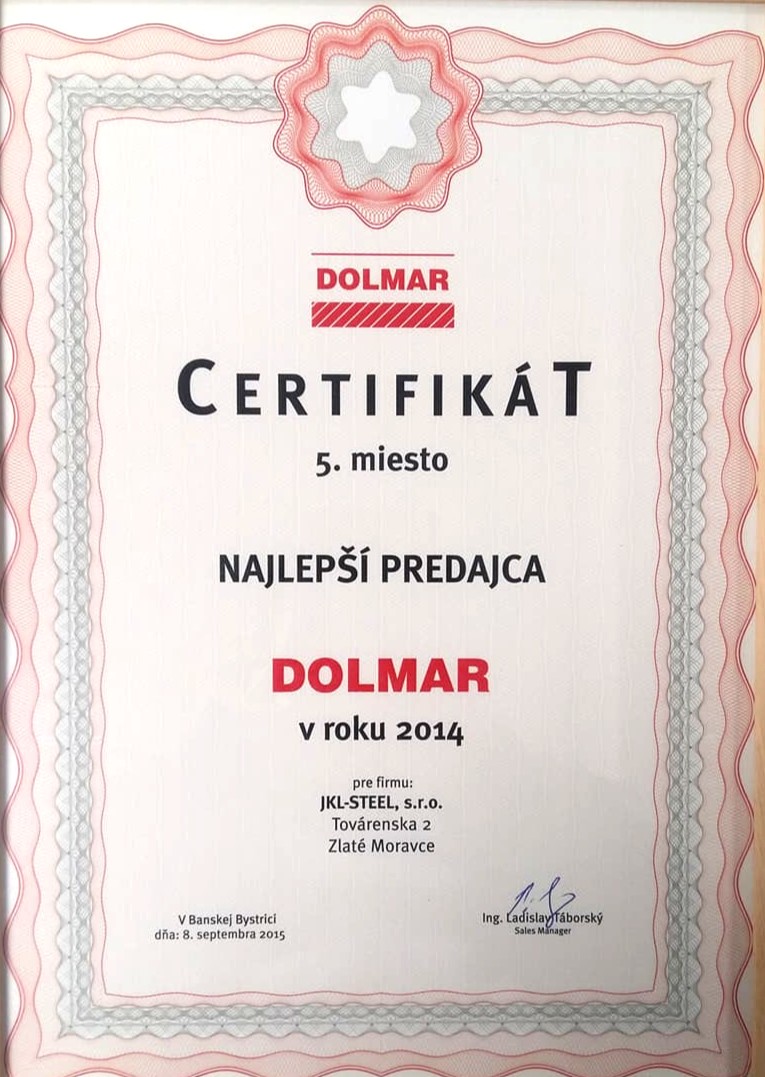 DOLMAR
CERTIFIKÁT
5. miesto
NAJLEPŠÍ PREDAJCA
DOLMAR
v roku 2014
pre firmu:
JKL-STEEL, s.r.o.
Továrenska 2
Zlaté Moravce
V Banskej Bystrici
dňa: 8. septembra 2015
Ing. Ladislav Táborský
Sales Manager